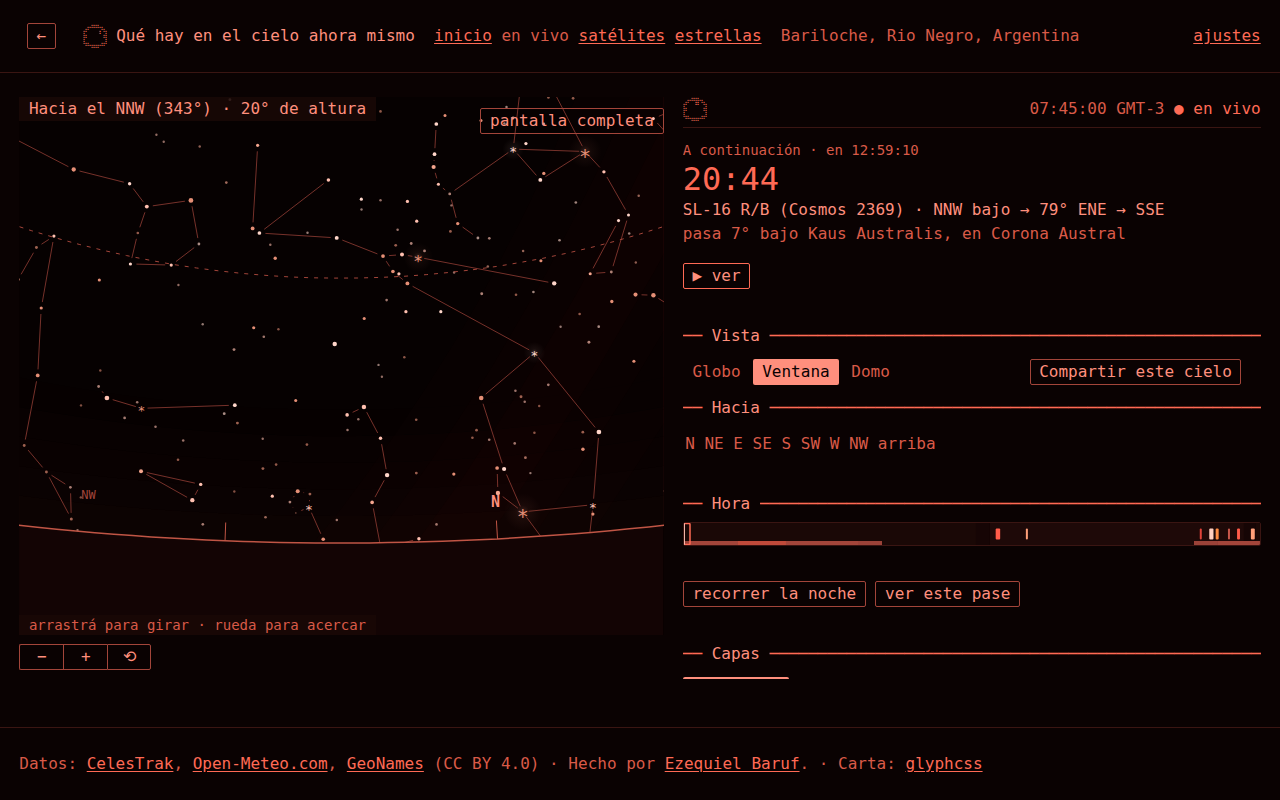 ← Qué hay en el cielo ahora mismo inicio en vivo satélites estrellas Bariloche, Rio Negro, Argentina ajustes
Hacia el NNW (343°) · 20° de altura
pantalla completa
NW
N
arrastrá para girar · rueda para acercar
− + ⟲
07:45:00 GMT-3 ● en vivo
A continuación · en 12:59:10
20:44
SL-16 R/B (Cosmos 2369) · NNW bajo → 79° ENE → SSE
pasa 7° bajo Kaus Australis, en Corona Austral
▶ ver
Vista
Globo Ventana Domo Compartir este cielo
Hacia
N NE E SE S SW W NW arriba
Hora
recorrer la noche ver este pase
Capas
Datos: CelesTrak, Open-Meteo.com, GeoNames (CC BY 4.0) · Hecho por Ezequiel Baruf. · Carta: glyphcss